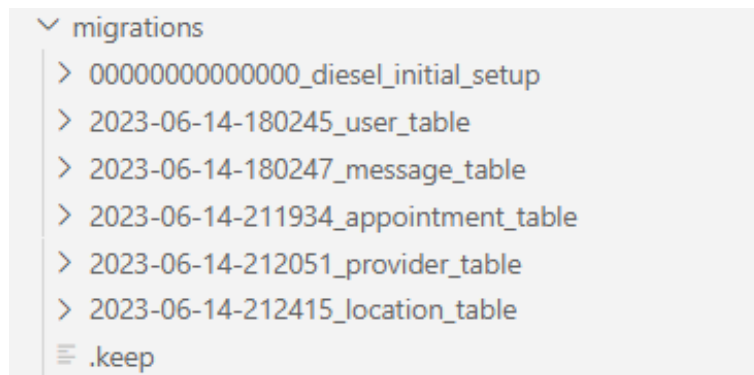 migrations
00000000000000_diesel_initial_setup
2023-06-14-180245_user_table
2023-06-14-180247_message_table
2023-06-14-211934_appointment_table
2023-06-14-212051_provider_table
2023-06-14-212415_location_table
.keep